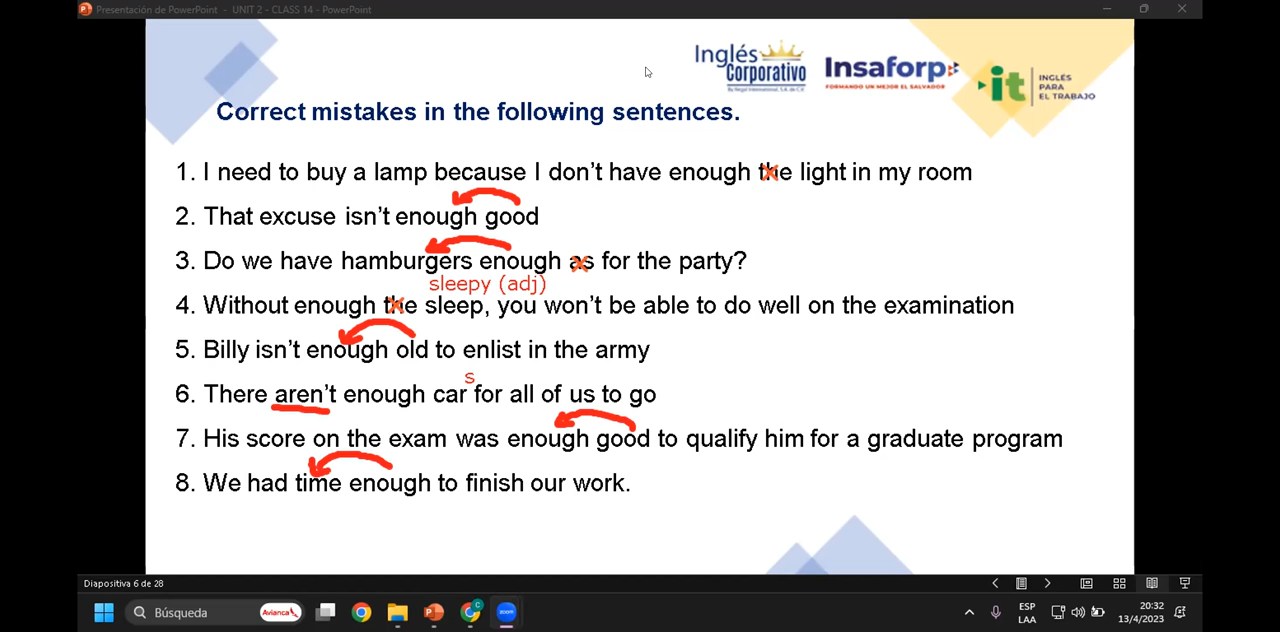 Presentación de PowerPoint - UNIT 2 - CLASS 14 - PowerPoint
Inglés
Corporativo
By Regal International, S.A. de C.V.
Insaforp
FORMANDO UN MEJOR EL SALVADOR
it
INGLÉS
PARA
EL TRABAJO
Correct mistakes in the following sentences.
1. I need to buy a lamp because I don't have enough the light in my room
2. That excuse isn't enough good
3. Do we have hamburgers enough as for the party?
sleepy (adj)
4. Without enough the sleep, you won't be able to do well on the examination
5. Billy isn't enough old to enlist in the army
s
6. There aren't enough car for all of us to go
7. His score on the exam was enough good to qualify him for a graduate program
8. We had time enough to finish our work.
Diapositiva 6 de 28
Búsqueda
Avianca
ESP
LAA
20:32
13/4/2023